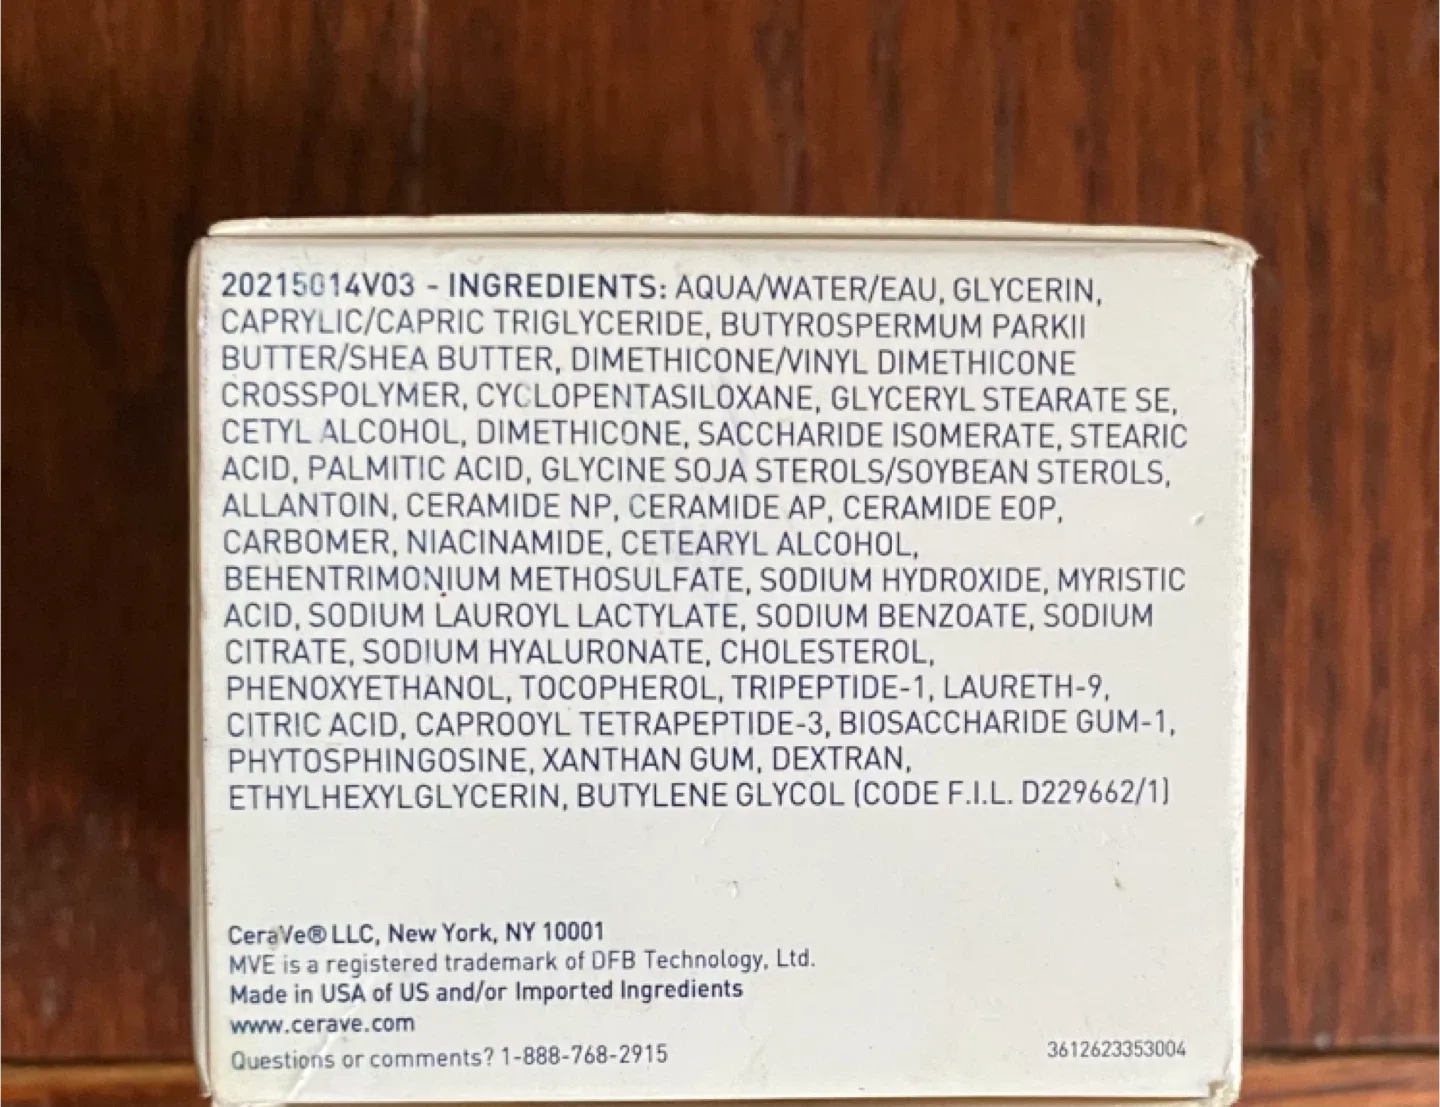 20215014V03 - INGREDIENTS: AQUA/WATER/EAU, GLYCERIN,
CAPRYLIC/CAPRIC TRIGLYCERIDE, BUTYROSPERMUM PARKII
BUTTER/SHEA BUTTER, DIMETHICONE/VINYL DIMETHICONE
CROSSPOLYMER, CYCLOPENTASILOXANE, GLYCERYL STEARATE SE,
CETYL ALCOHOL, DIMETHICONE, SACCHARIDE ISOMERATE, STEARIC
ACID, PALMITIC ACID, GLYCINE SOJA STEROLS/SOYBEAN STEROLS,
ALLANTOIN, CERAMIDE NP, CERAMIDE AP, CERAMIDE EOP,
CARBOMER, NIACINAMIDE, CETEARYL ALCOHOL,
BEHENTRIMONIUM METHOSULFATE, SODIUM HYDROXIDE, MYRISTIC
ACID, SODIUM LAUROYL LACTYLATE, SODIUM BENZOATE, SODIUM
CITRATE, SODIUM HYALURONATE, CHOLESTEROL,
PHENOXYETHANOL, TOCOPHEROL, TRIPEPTIDE-1, LAURETH-9,
CITRIC ACID, CAPROOYL TETRAPEPTIDE-3, BIOSACCHARIDE GUM-1,
PHYTOSPHINGOSINE, XANTHAN GUM, DEXTRAN,
ETHYLHEXYLGLYCERIN, BUTYLENE GLYCOL (CODE F.I.L. D229662/1)
CeraVe® LLC, New York, NY 10001
MVE is a registered trademark of DFB Technology, Ltd.
Made in USA of US and/or Imported Ingredients
www.cerave.com
Questions or comments? 1-888-768-2915
3612623353004